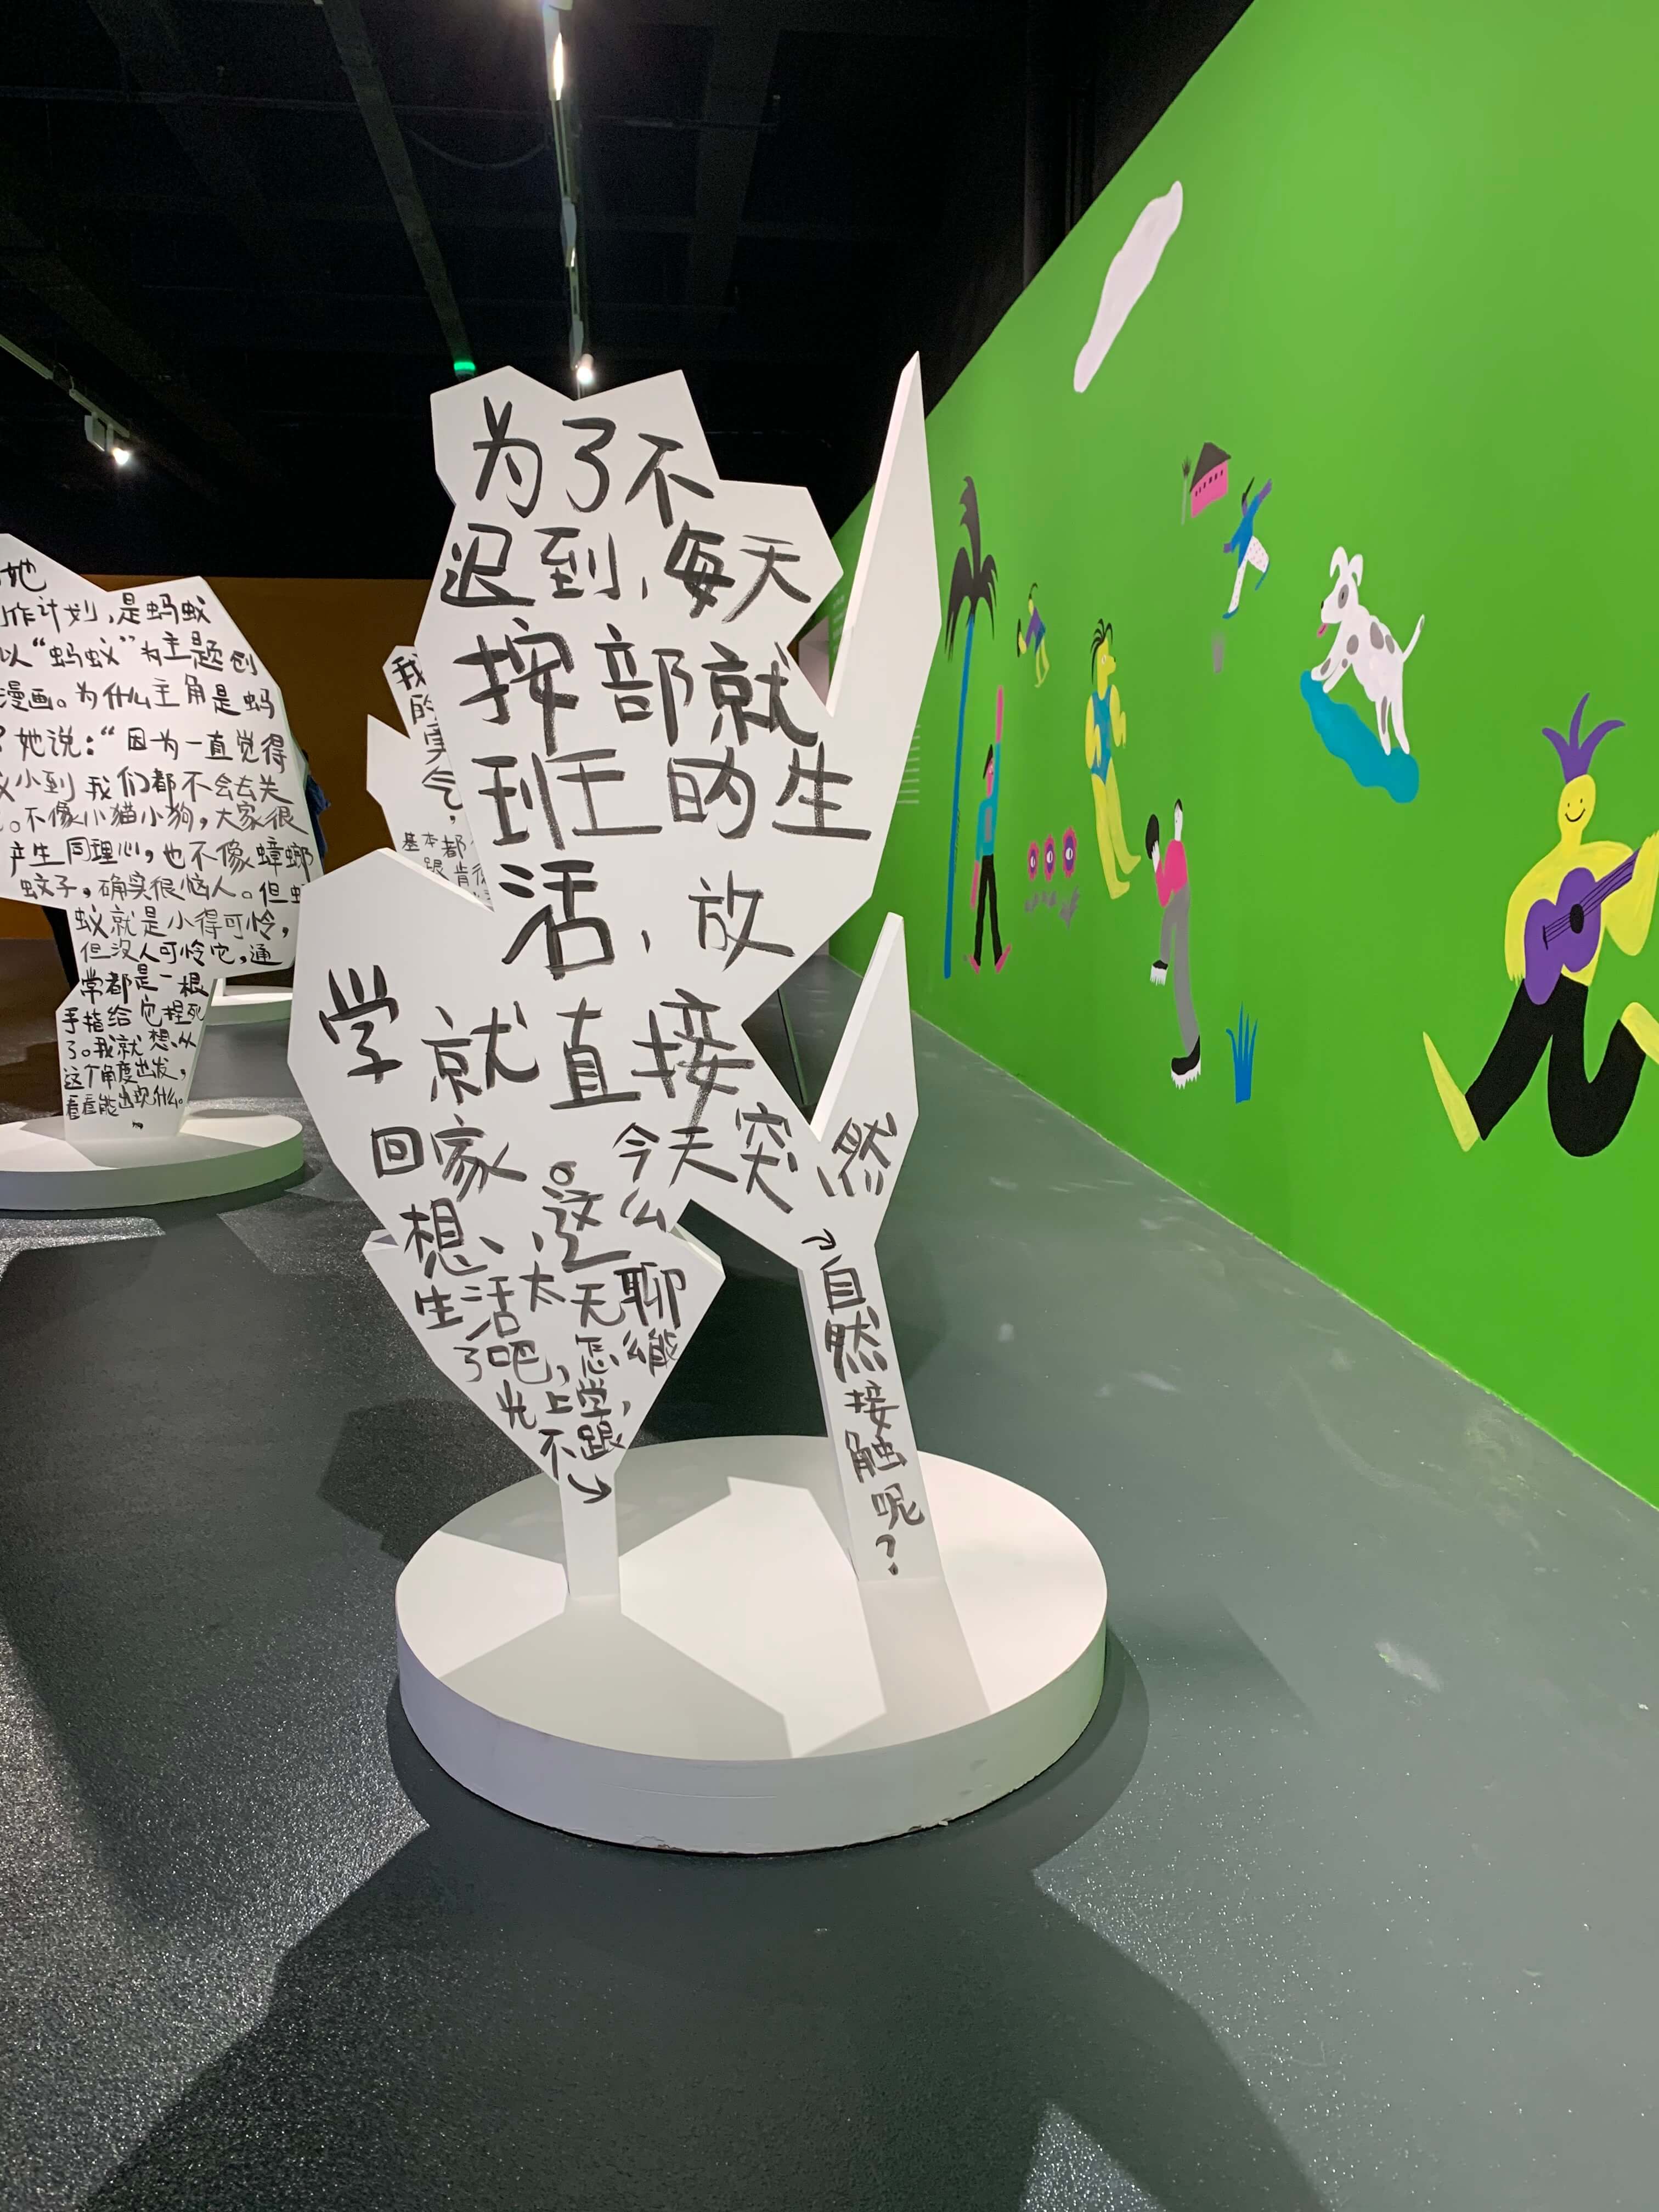 她
作计划，是蚂蚁
以“蚂蚁”为主题创
漫画。为什么主角是蚂
?她说：“因为一直觉得
小到我们都不会去关
。不像小猫小狗，大家很
产生同理心，也不像蟑螂
蚊子，确实很恼人。但
蚁就是小得可怜，
但没人可怜它，通
常都是一根
手指给它捏死
了。我就想、从
这个角度出发，
看看能出现什么。
我
的
气，
基本都
跟肯
为了不
迟到，每天
按部就
班的生
活，放
学就直接
回家。今天突然
想、这么
生活太无聊
了吧，怎么能
光上学，
不跟
自
然
接
触
呢
?